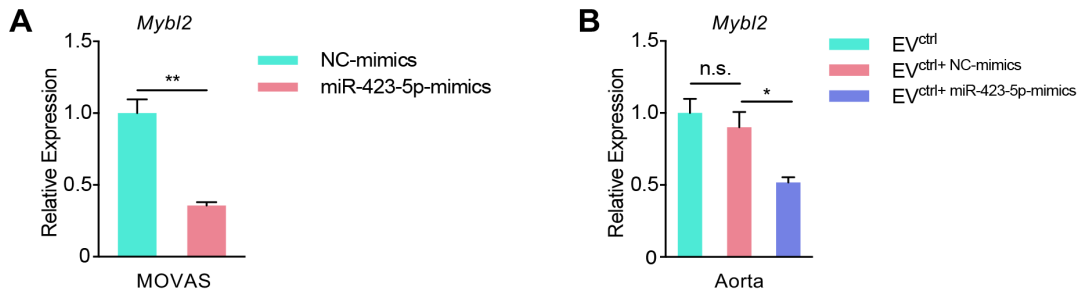 A
Mybl2
1.5
1.0
0.5
0
Relative Expression
**
MOVAS
NC-mimics
miR-423-5p-mimics
B
Mybl2
1.5
1.0
0.5
0
Relative Expression
n.s.
*
Aorta
EVctrl
EVctrl+ NC-mimics
EVctrl+ miR-423-5p-mimics